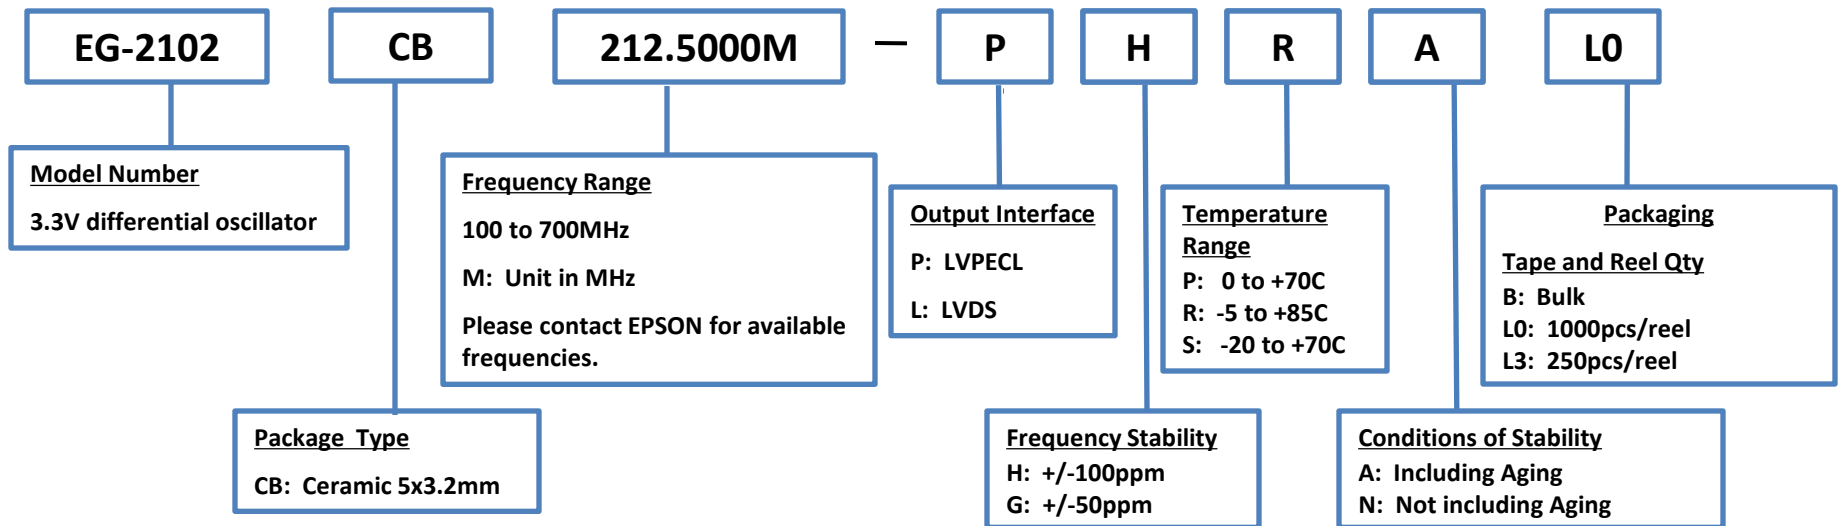 EG-2102 CB 212.5000M — P H R A L0
Model Number
3.3V differential oscillator
Frequency Range
100 to 700MHz
M: Unit in MHz
Please contact EPSON for available
frequencies.
Output Interface
P: LVPECL
L: LVDS
Temperature
Range
P: 0 to +70C
R: -5 to +85C
S: -20 to +70C
Packaging
Tape and Reel Qty
B: Bulk
L0: 1000pcs/reel
L3: 250pcs/reel
Package Type
CB: Ceramic 5x3.2mm
Frequency Stability
H: +/-100ppm
G: +/-50ppm
Conditions of Stability
A: Including Aging
N: Not including Aging